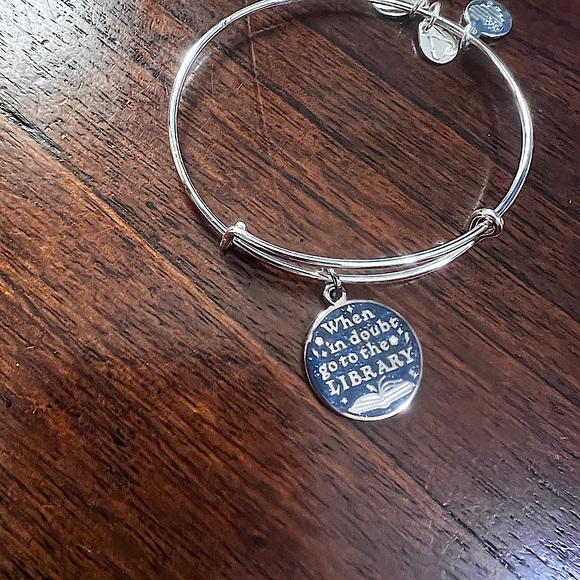 When
in doubt
go to the
LIBRARY